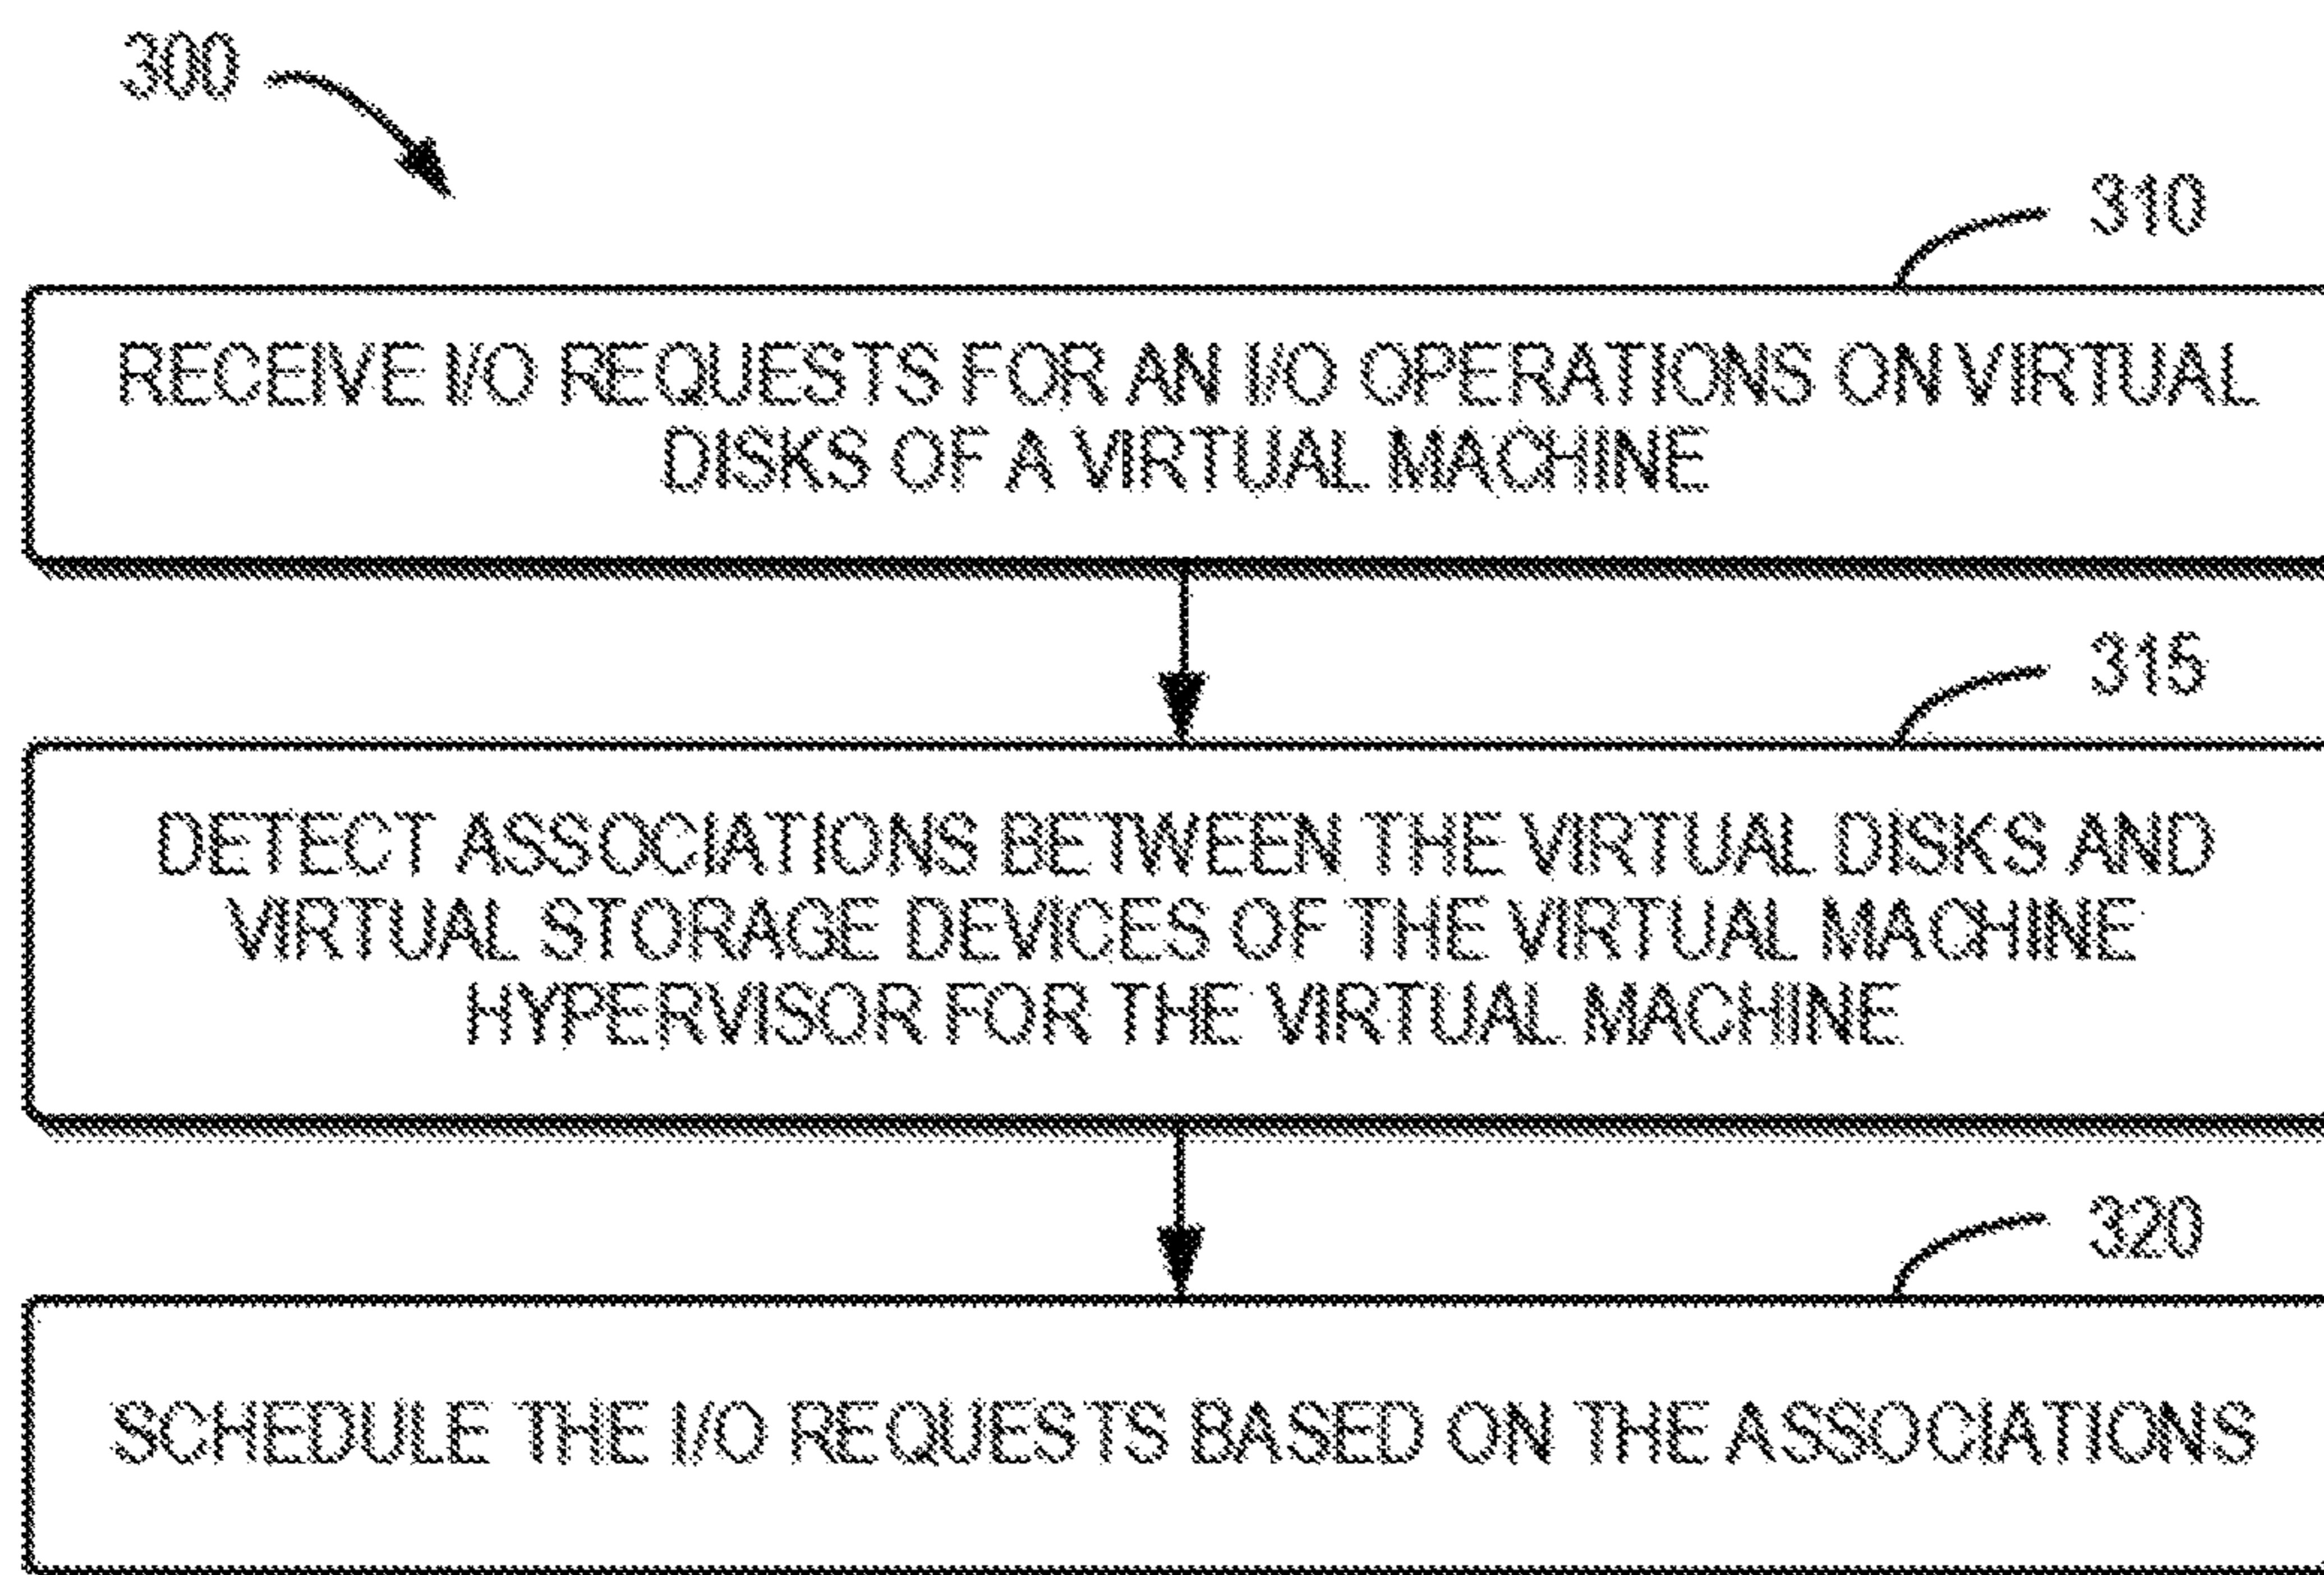 300
310
RECEIVE I/O REQUESTS FOR AN I/O OPERATIONS ON VIRTUAL
DISKS OF A VIRTUAL MACHINE
315
DETECT ASSOCIATIONS BETWEEN THE VIRTUAL DISKS AND
VIRTUAL STORAGE DEVICES OF THE VIRTUAL MACHINE
HYPERVISOR FOR THE VIRTUAL MACHINE
320
SCHEDULE THE I/O REQUESTS BASED ON THE ASSOCIATIONS